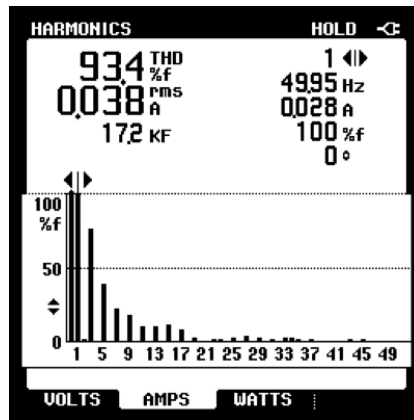 HARMONICS HOLD
93,4 THD %f
0,038 rms A
17,2 KF
1
49,95 Hz
0,028 A
100 %f
0 °
100
%f
50
0
1 5 9 13 17 21 25 29 33 37 41 45 49
VOLTS AMPS WATTS